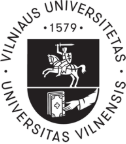 VILNIAUS UNIVERSITETAS
· 1579 ·
UNIVERSITAS VILNENSIS